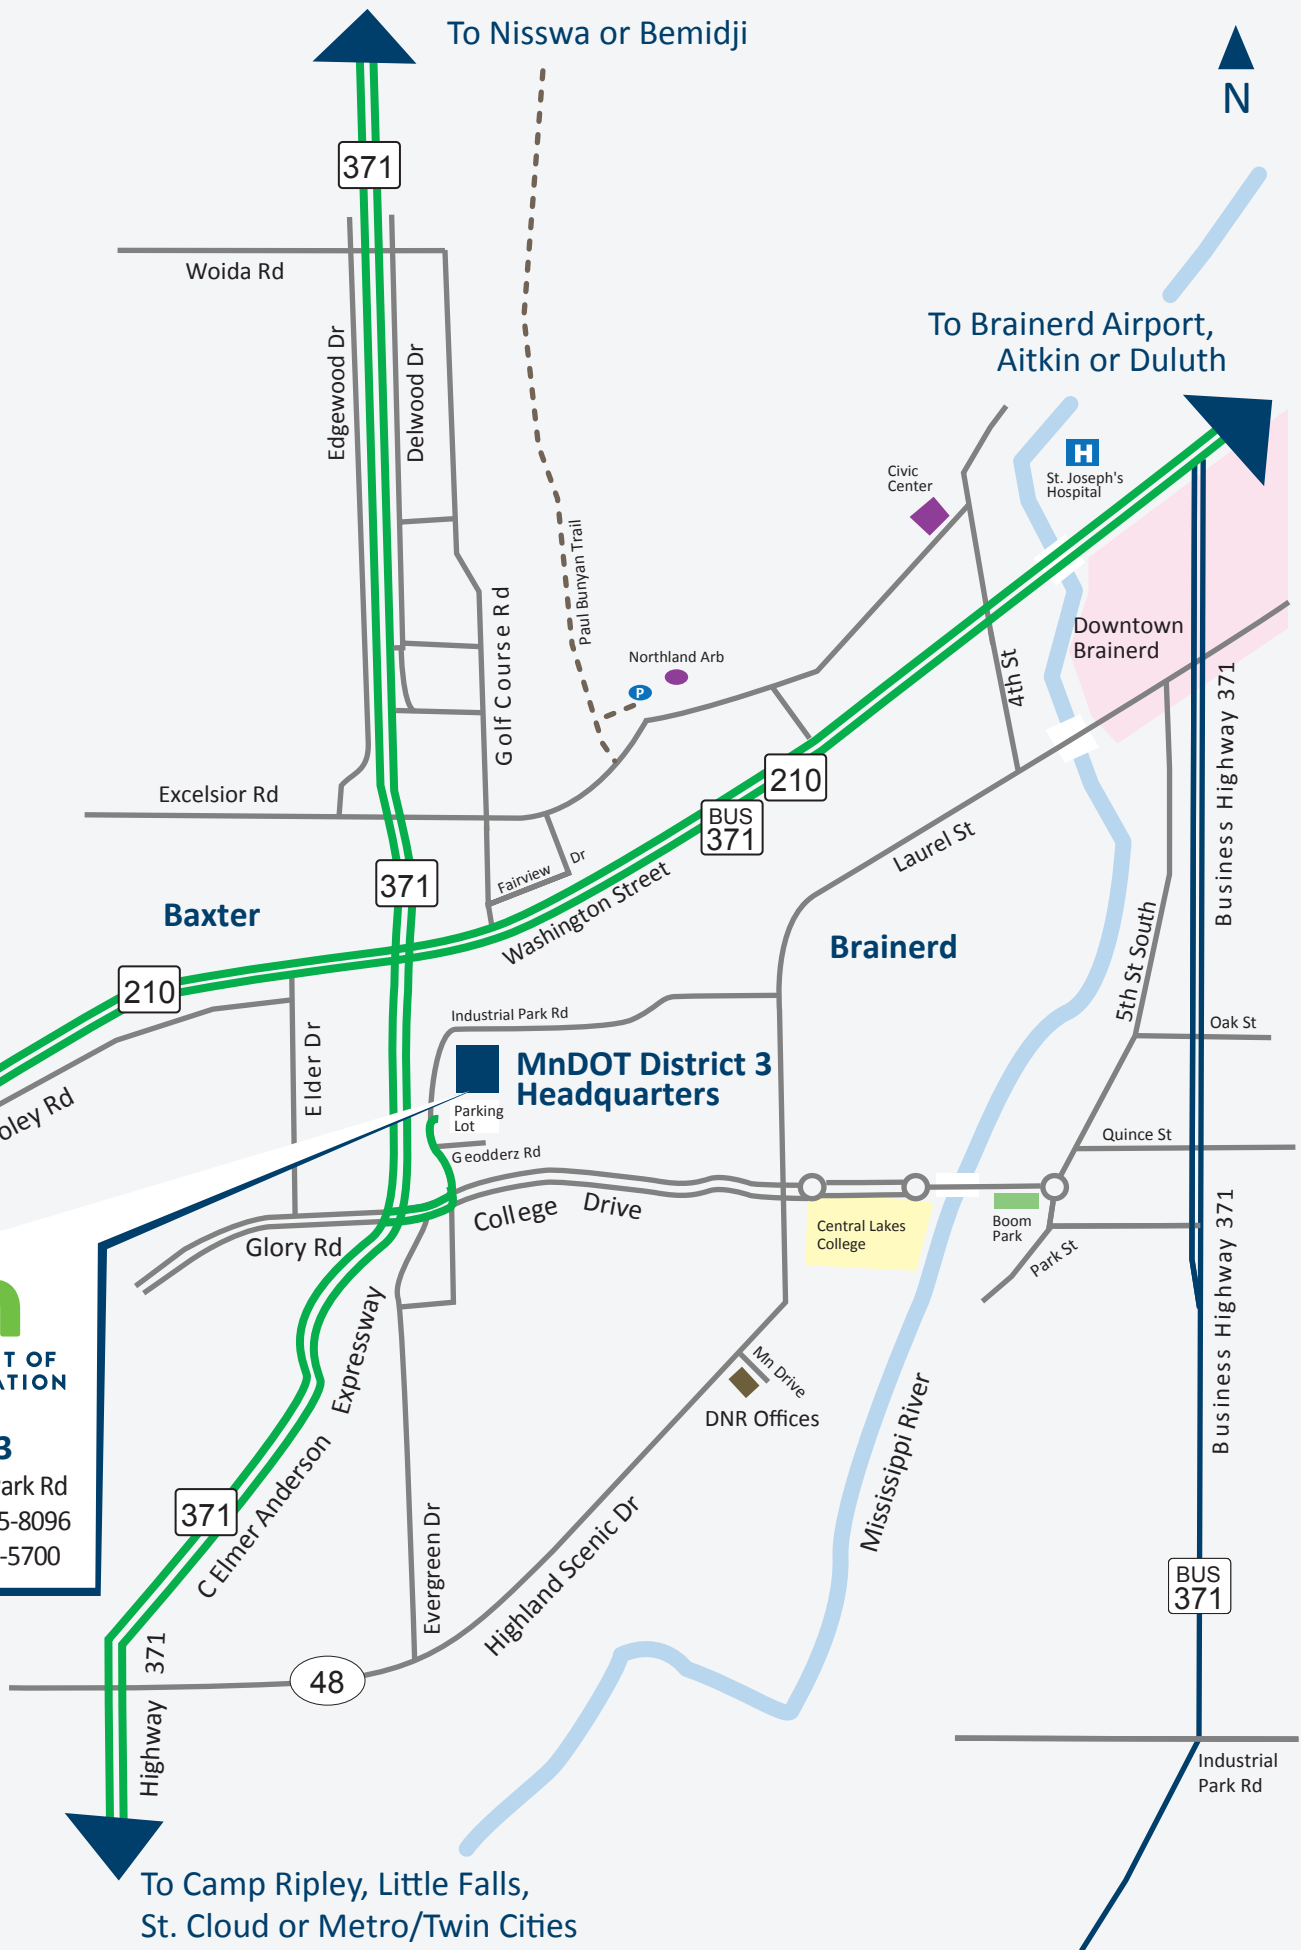 To Nisswa or Bemidji
N
371
Woida Rd
Edgewood Dr
Delwood Dr
To Brainerd Airport,
Aitkin or Duluth
Civic
Center
H
St. Joseph's
Hospital
Paul Bunyan Trail
Golf Course Rd
Northland Arb
P
Downtown
Brainerd
4th St
Business Highway 371
210
BUS
371
Excelsior Rd
Laurel St
Fairview Dr
371
Washington Street
Baxter
Brainerd
210
5th St South
Industrial Park Rd
Oak St
Elder Dr
MnDOT District 3
Headquarters
Parking
Lot
oley Rd
Geodderz Rd
Quince St
College Drive
Glory Rd
Central Lakes
College
Boom
Park
Park St
Business Highway 371
T OF
ATION
Expressway
Mn Drive
DNR Offices
Mississippi River
3
ark Rd
5-8096
-5700
371
C Elmer Anderson
Evergreen Dr
Highland Scenic Dr
BUS
371
Highway 371
48
Industrial
Park Rd
To Camp Ripley, Little Falls,
St. Cloud or Metro/Twin Cities